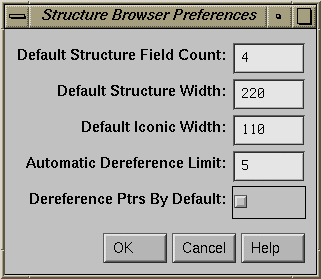 Structure Browser Preferences
Default Structure Field Count: 4
Default Structure Width: 220
Default Iconic Width: 110
Automatic Dereference Limit: 5
Dereference Ptrs By Default:
OK Cancel Help